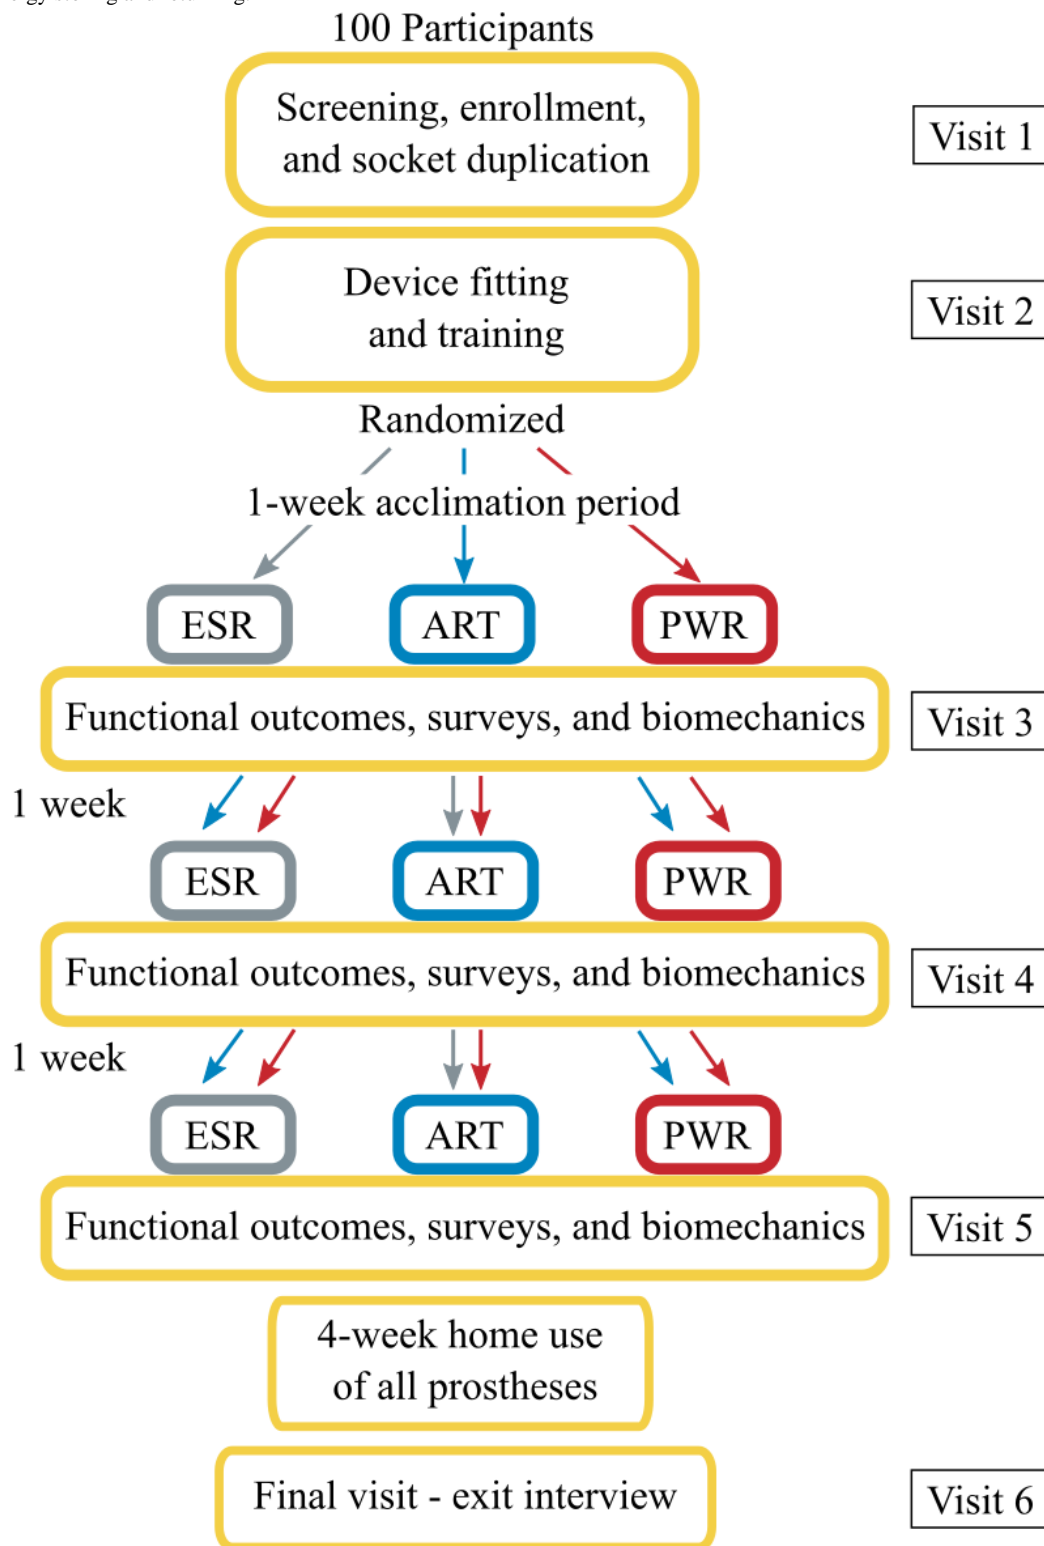 100 Participants
Screening, enrollment,
and socket duplication
Visit 1
Device fitting
and training
Visit 2
Randomized
1-week acclimation period
ESR ART PWR
Functional outcomes, surveys, and biomechanics
Visit 3
1 week
ESR ART PWR
Functional outcomes, surveys, and biomechanics
Visit 4
1 week
ESR ART PWR
Functional outcomes, surveys, and biomechanics
Visit 5
4-week home use
of all prostheses
Final visit - exit interview
Visit 6